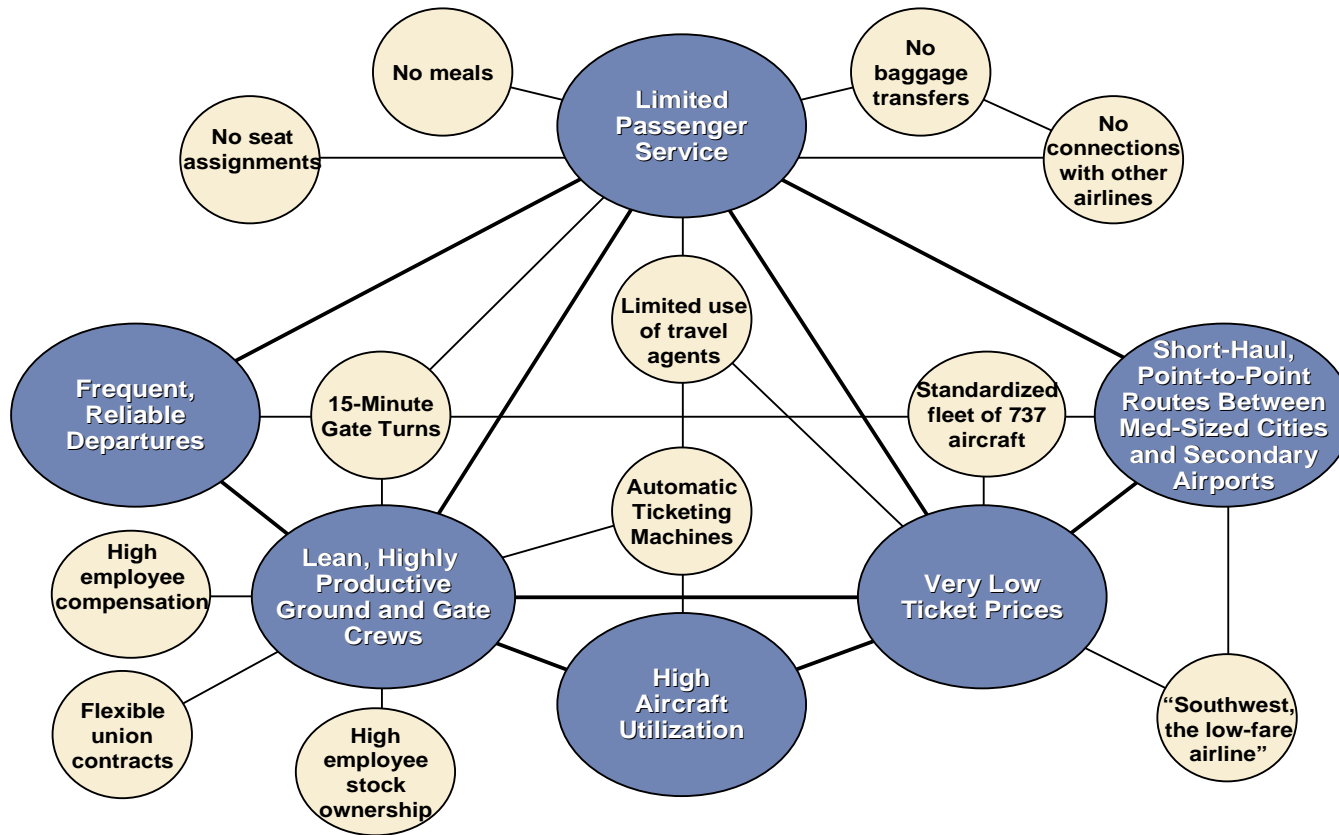 No meals
Limited
Passenger
Service
No
baggage
transfers
No seat
assignments
No
connections
with other
airlines
Limited use
of travel
agents
Frequent,
Reliable
Departures
15-Minute
Gate Turns
Standardized
fleet of 737
aircraft
Short-Haul,
Point-to-Point
Routes Between
Med-Sized Cities
and Secondary
Airports
Automatic
Ticketing
Machines
High
employee
compensation
Lean, Highly
Productive
Ground and Gate
Crews
Very Low
Ticket Prices
High
Aircraft
Utilization
Flexible
union
contracts
High
employee
stock
ownership
“Southwest,
the low-fare
airline”